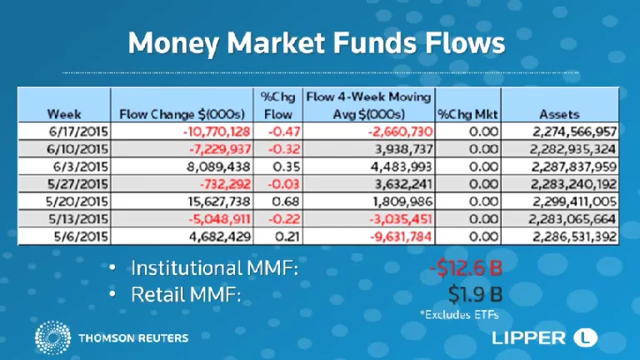 Money Market Funds Flows
%Chg Flow 4-Week Moving
Week Flow Change $(000s) Flow Avg $(000s) %Chg Mkt Assets
6/17/2015 -10,770,128 -0.47 -2,660,730 0.00 2,274,566,957
6/10/2015 -7,229,937 -0.32 3,938,737 0.00 2,282,935,324
6/3/2015 8,089,438 0.35 4,483,993 0.00 2,287,837,959
5/27/2015 -732,292 -0.03 3,632,241 0.00 2,283,240,192
5/20/2015 15,627,738 0.68 1,809,986 0.00 2,299,411,005
5/13/2015 -5,048,911 -0.22 -3,035,451 0.00 2,283,065,664
5/6/2015 4,682,429 0.21 -9,631,784 0.00 2,286,531,392
• Institutional MMF: -$12.6 B
• Retail MMF: $1.9 B
*Excludes ETFs
THOMSON REUTERS LIPPER L